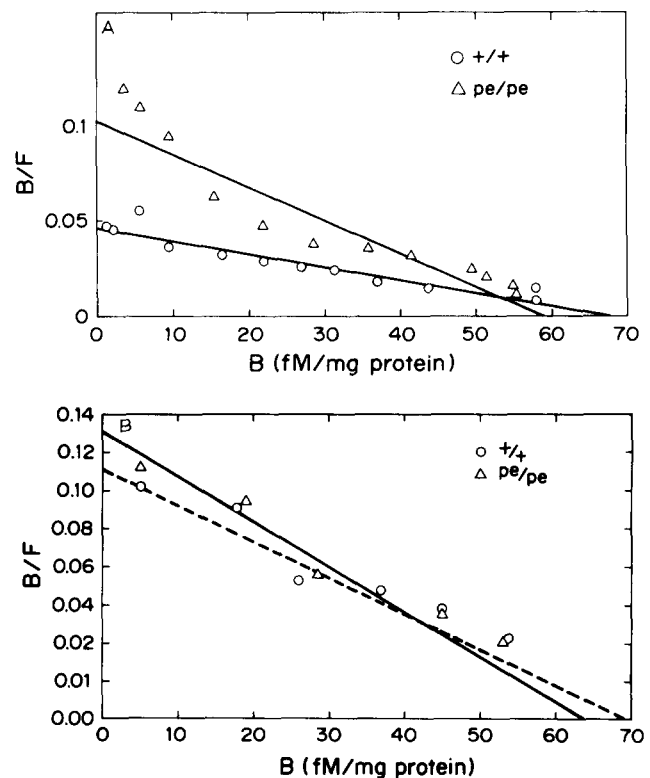 A
○ +/+
△ pe/pe
0.1
0.05
0
B/F
0 10 20 30 40 50 60 70
B (fM/mg protein)
B
○ +/+
△ pe/pe
0.14
0.12
0.10
0.08
0.06
0.04
0.02
0.01
0.00
B/F
0 10 20 30 40 50 60 70
B (fM/mg protein)